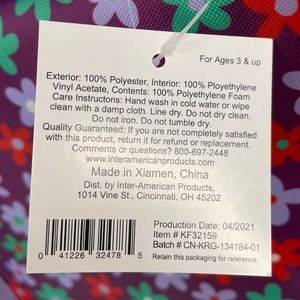 For Ages 3 & up
Exterior: 100% Polyester, Interior: 100% Ployethylene
Vinyl Acetate, Contents: 100% Polyethylene Foam
Care Instructons: Hand wash in cold water or wipe
clean with a damp cloth. Line dry. Do not dry clean.
Do not iron. Do not tumble dry.
Quality Guaranteed: If you are not completely satisfied
with this product, return it for refund or replacement.
Questions or comments? 800-697-2448
www.interamericanproducts.com
Made in Xiamen, China
Dist. by Inter-American Products,
1014 Vine St., Cincinnati, OH 45202
Production Date: 04/2021
Item # KF32159
Batch # CN-KRG-134184-01
Retain this packaging for reference.
0 41226 32478 5